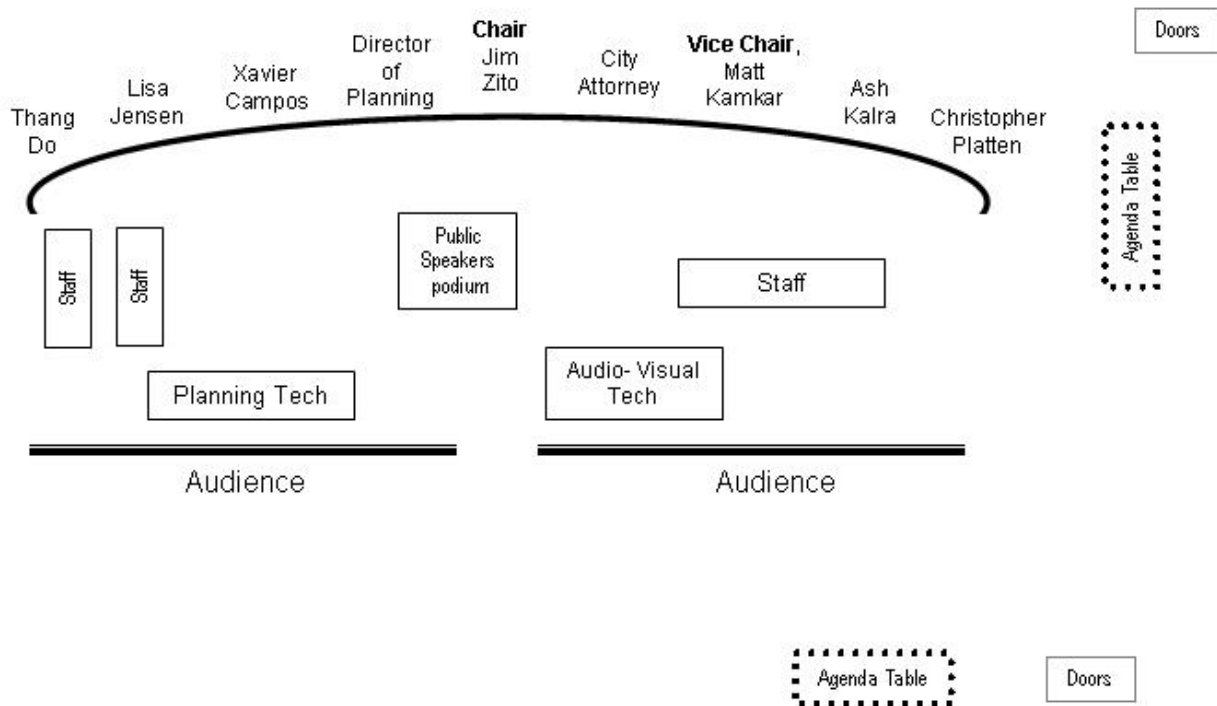 Doors
Thang
Do
Lisa
Jensen
Xavier
Campos
Director
of
Planning
Chair
Jim
Zito
City
Attorney
Vice Chair,
Matt
Kamkar
Ash
Kalra
Christopher
Platten
Agenda Table
Staff
Staff
Public
Speakers
podium
Staff
Planning Tech
Audio- Visual
Tech
Audience
Audience
Agenda Table
Doors